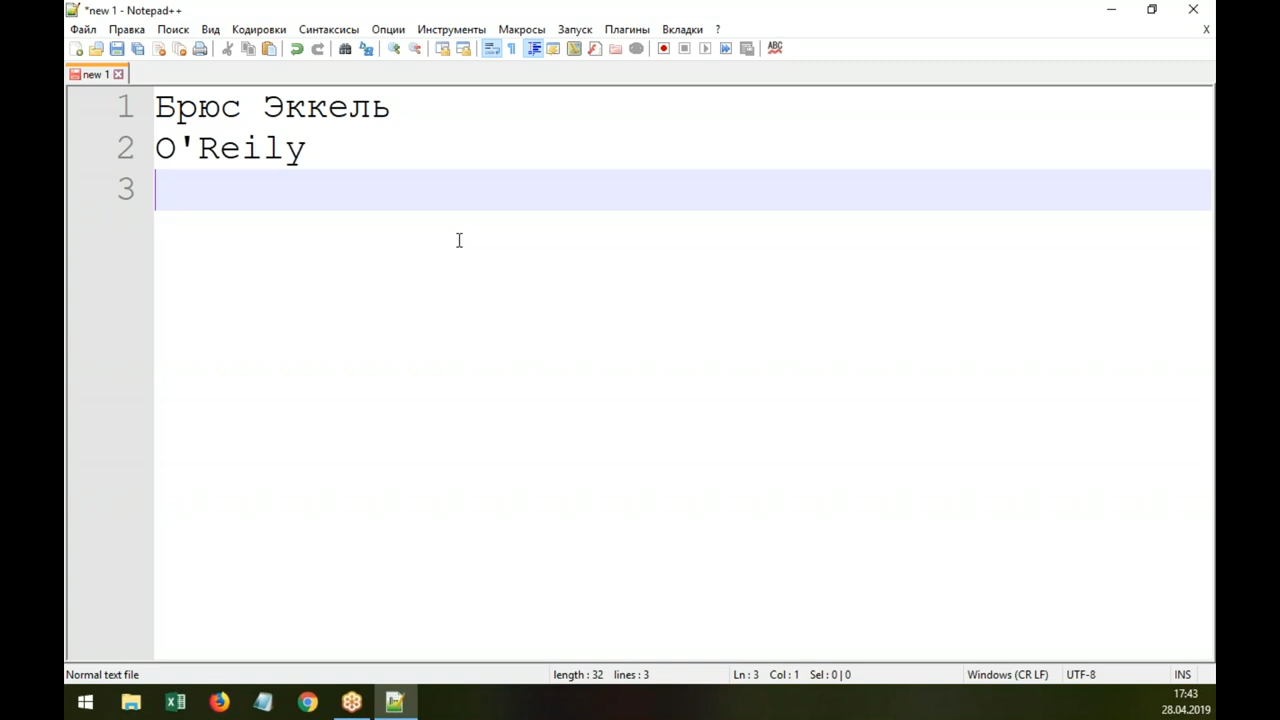 *new 1 - Notepad++
Файл Правка Поиск Вид Кодировки Синтаксисы Опции Инструменты Макросы Запуск Плагины Вкладки ? X
ABC
new 1
1 Брюс Эккель
2 O'Reily
3
Normal text file length : 32 lines : 3 Ln : 3 Col : 1 Sel : 0 | 0 Windows (CR LF) UTF-8 INS
17:43
28.04.2019